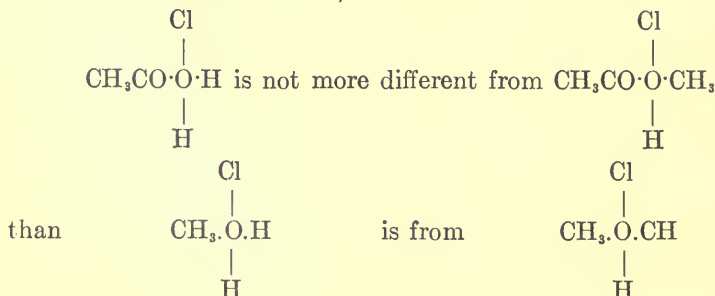 Cl Cl
| |
CH₃CO·O·H is not more different from CH₃CO·O·CH₃
| |
H H
Cl Cl
| |
than CH₃.O.H is from CH₃.O.CH
| |
H H